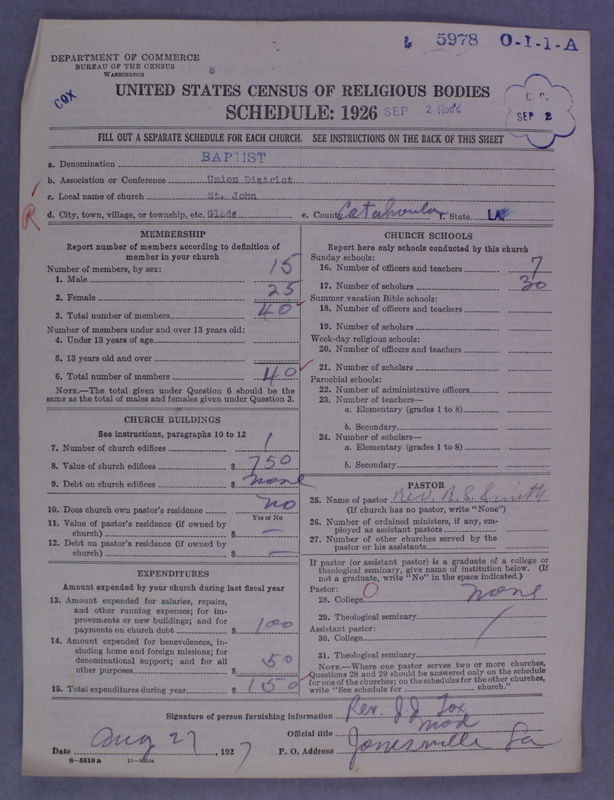 5978 O-I-I-A
DEPARTMENT OF COMMERCE
BUREAU OF THE CENSUS
WASHINGTON
8
COX
UNITED STATES CENSUS OF RELIGIOUS BODIES
SCHEDULE: 1926
SEP 2 Rec'd
C. O.
SEP 2
FILL OUT A SEPARATE SCHEDULE FOR EACH CHURCH. SEE INSTRUCTIONS ON THE BACK OF THIS SHEET
a. Denomination BAPTIST
b. Association or Conference Union District
c. Local name of church St. John
R
d. City, town, village, or township, etc. Glade e. County Catahoula f. State La
MEMBERSHIP
Report number of members according to definition of
member in your church
Number of members, by sex:
1. Male 15
2. Female 25
3. Total number of members 40
Number of members under and over 13 years old:
4. Under 13 years of age
5. 13 years old and over
6. Total number of members 40
NOTE.—The total given under Question 6 should be the
same as the total of males and females given under Question 3.
CHURCH BUILDINGS
See instructions, paragraphs 10 to 12
7. Number of church edifices 1
8. Value of church edifices $ 750
9. Debt on church edifices $ none
10. Does church own pastor's residence no
Yes or No
11. Value of pastor's residence (if owned by
church) $ —
12. Debt on pastor's residence (if owned by
church) $ —
EXPENDITURES
Amount expended by your church during last fiscal year
13. Amount expended for salaries, repairs,
and other running expenses; for im-
provements or new buildings; and for
payments on church debt $ 100
14. Amount expended for benevolences, in-
cluding home and foreign missions; for
denominational support; and for all
other purposes $ 50
15. Total expenditures during year $ 150
CHURCH SCHOOLS
Report here only schools conducted by this church
Sunday schools:
16. Number of officers and teachers 7
17. Number of scholars 30
Summer vacation Bible schools:
18. Number of officers and teachers
19. Number of scholars
Week-day religious schools:
20. Number of officers and teachers
21. Number of scholars
Parochial schools:
22. Number of administrative officers
23. Number of teachers—
a. Elementary (grades 1 to 8)
b. Secondary
24. Number of scholars—
a. Elementary (grades 1 to 8)
b. Secondary
PASTOR
25. Name of pastor Rev. R. S. Smith
(If church has no pastor, write "None")
26. Number of ordained ministers, if any, em-
ployed as assistant pastors
27. Number of other churches served by the
pastor or his assistants
If pastor (or assistant pastor) is a graduate of a college or
theological seminary, give name of institution below. (If
not a graduate, write "No" in the space indicated.)
Pastor:
28. College O none
29. Theological seminary
Assistant pastor:
30. College
31. Theological seminary
NOTE.—Where one pastor serves two or more churches,
Questions 28 and 29 should be answered only on the schedule
for one of the churches; on the schedules for the other churches,
write "See schedule for church."
Signature of person furnishing information Rev. J. J. Fox
Official title Mod
Date Aug 27, 1927 P. O. Address Jonesville La
8—5518 a